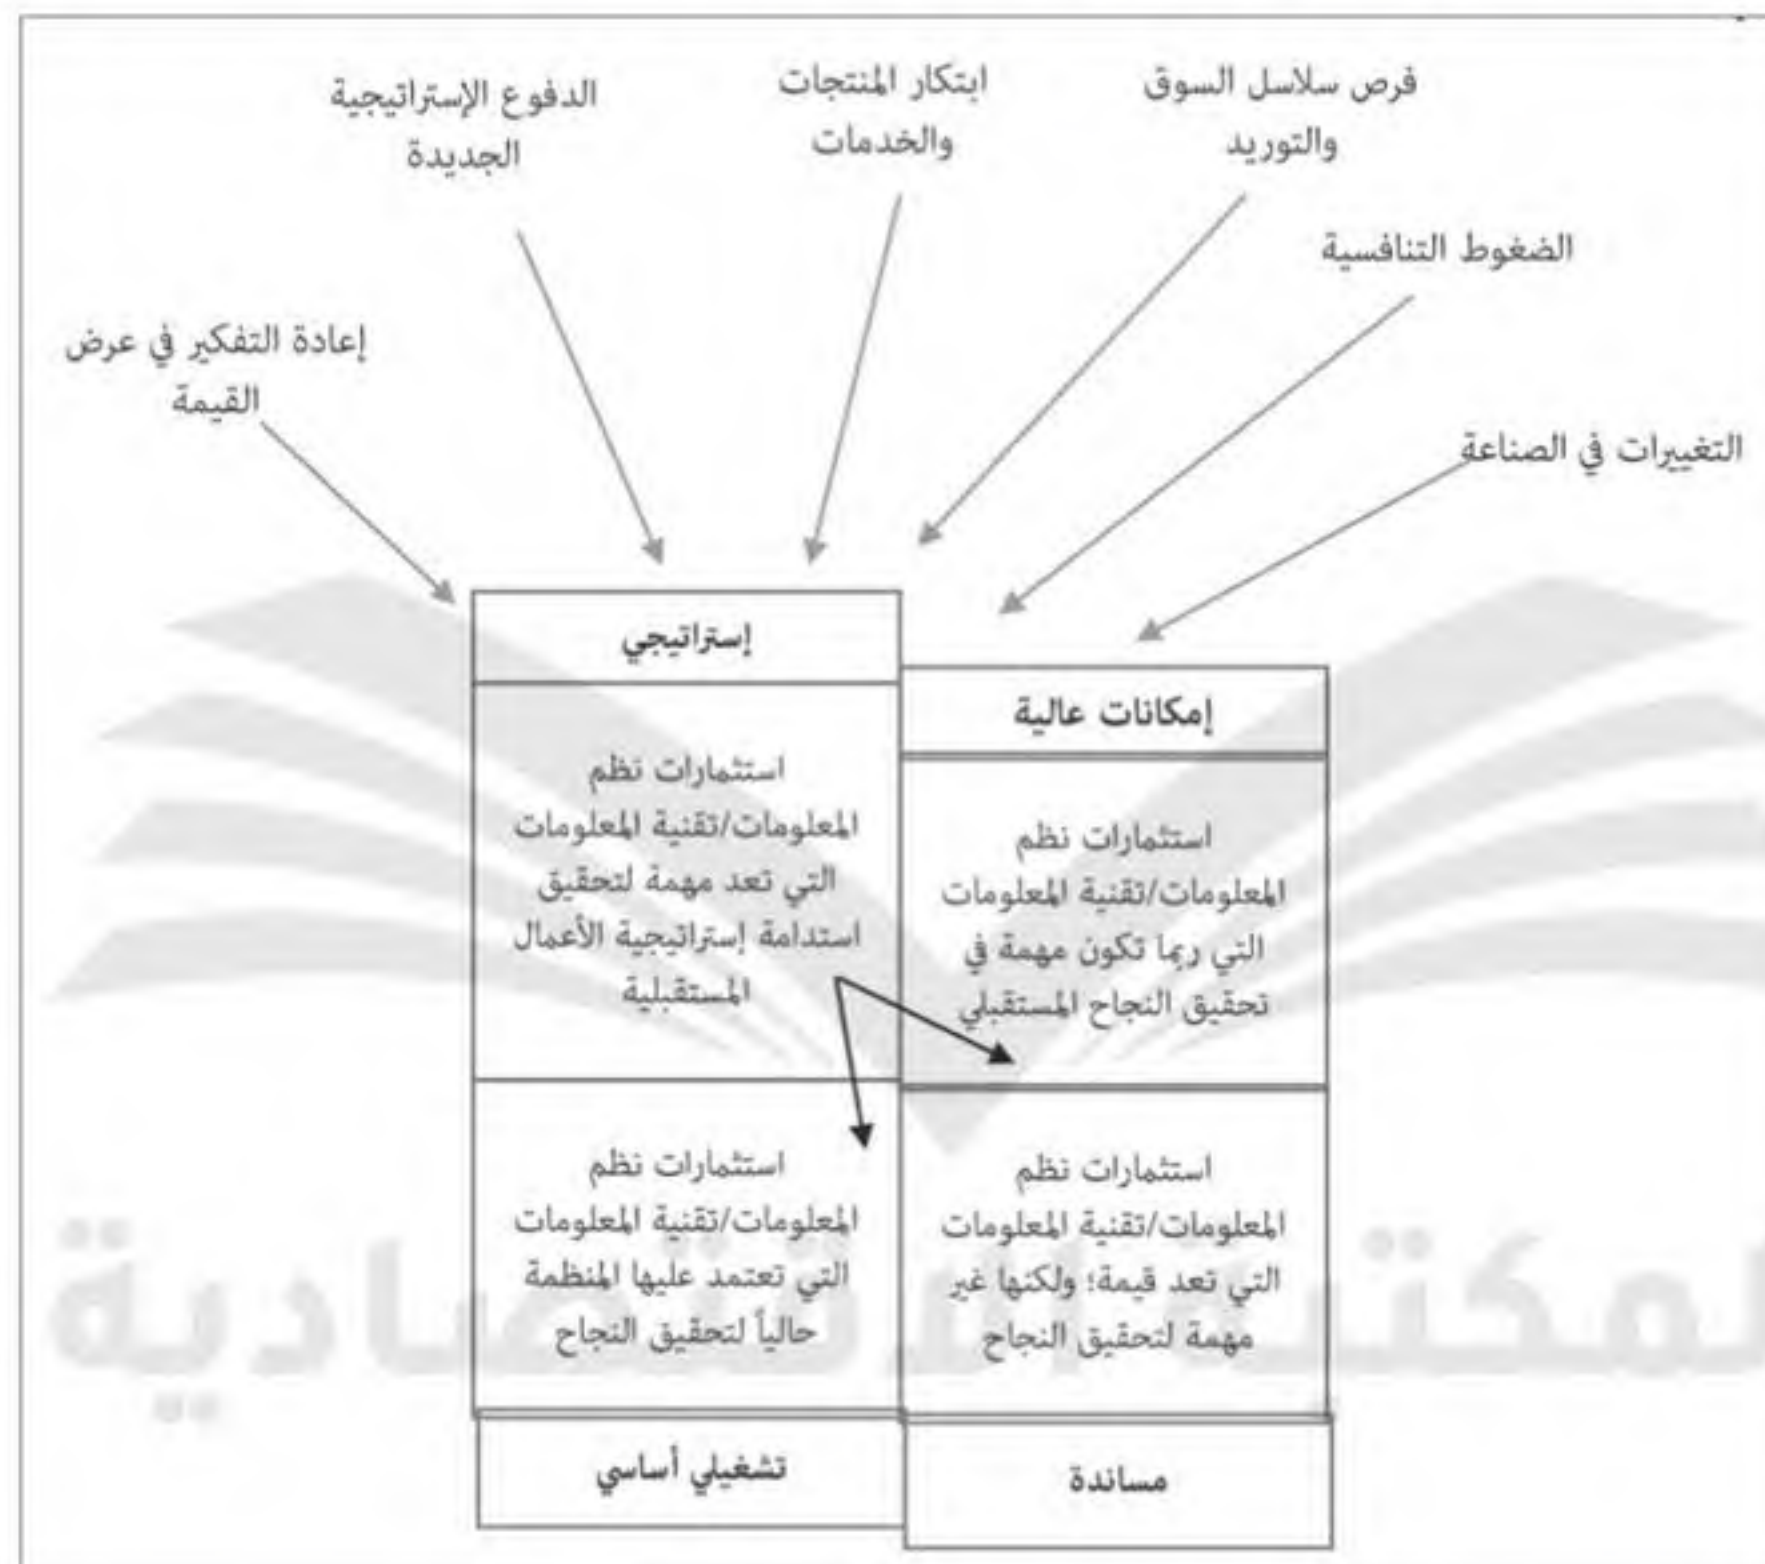 فرص سلاسل السوق
والتوريد
ابتكار المنتجات
والخدمات
الدفوع الإستراتيجية
الجديدة
الضغوط التنافسية
إعادة التفكير في عرض
القيمة
التغييرات في الصناعة
إستراتيجي
استثمارات نظم
المعلومات/تقنية المعلومات
التي تعد مهمة لتحقيق
استدامة إستراتيجية الأعمال
المستقبلية
إمكانات عالية
استثمارات نظم
المعلومات/تقنية المعلومات
التي ربما تكون مهمة في
تحقيق النجاح المستقبلي
استثمارات نظم
المعلومات/تقنية المعلومات
التي تعتمد عليها المنظمة
حالياً لتحقيق النجاح
تشغيلي أساسي
استثمارات نظم
المعلومات/تقنية المعلومات
التي تعد قيمة؛ ولكنها غير
مهمة لتحقيق النجاح
مساندة